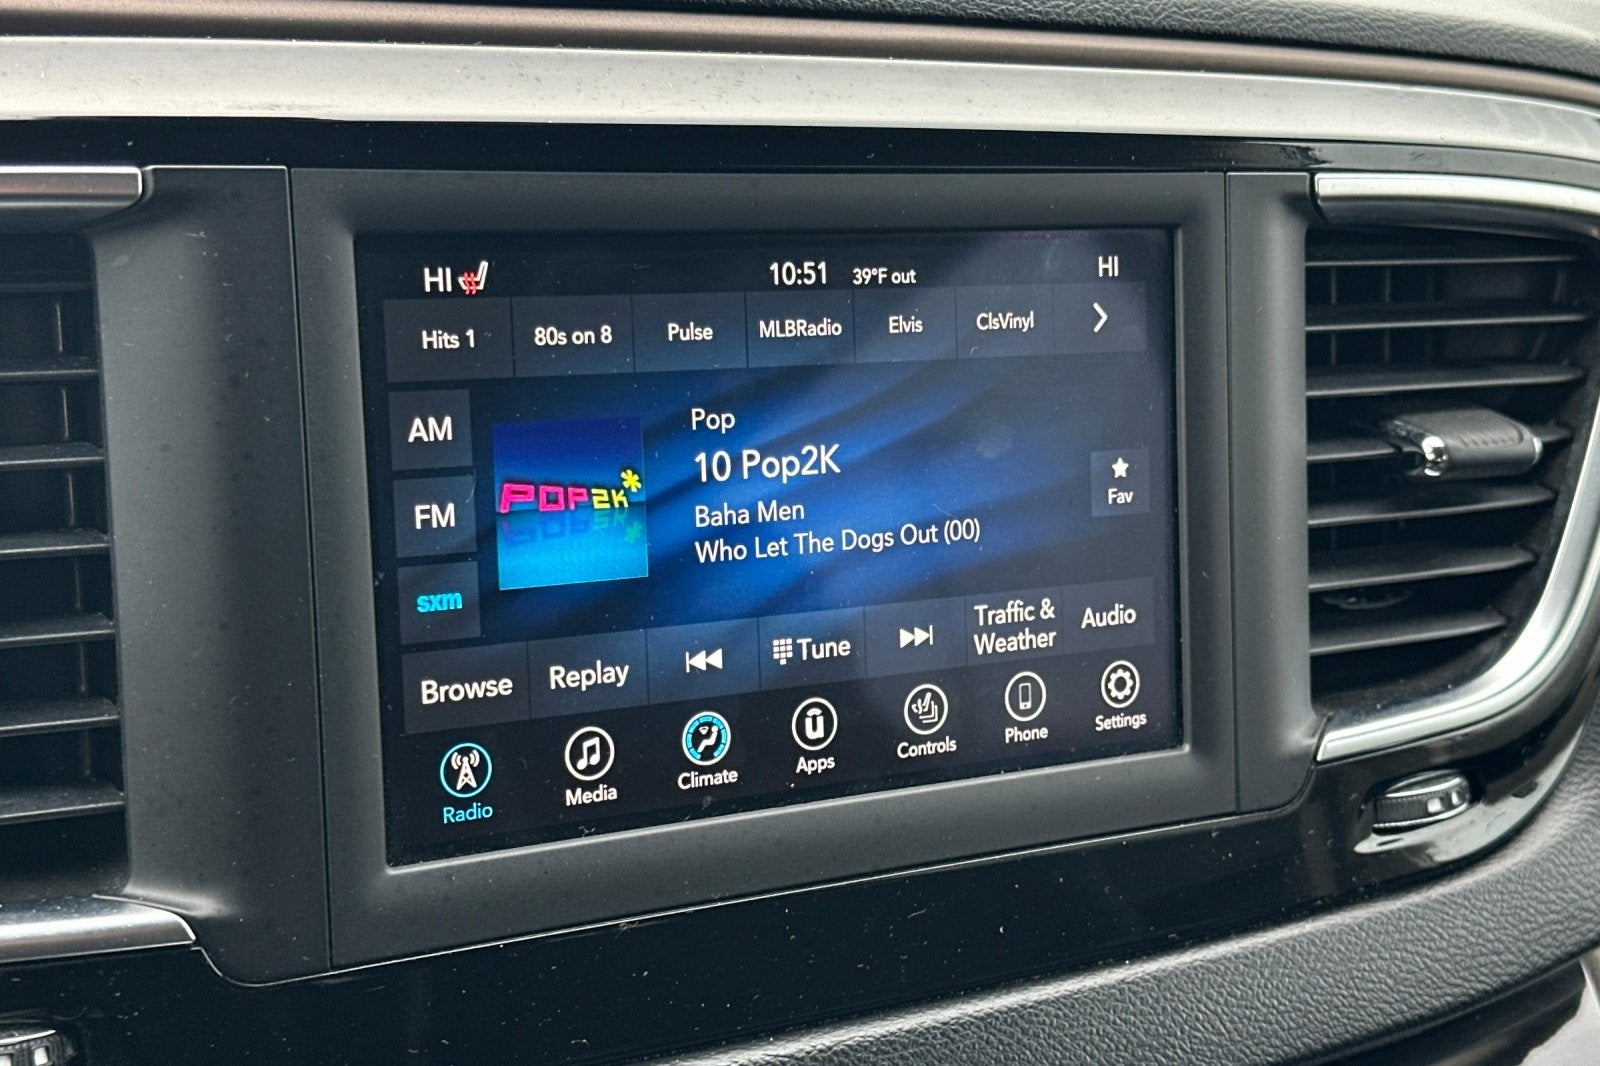 HI 10:51 39°F out HI
Hits 1 80s on 8 Pulse MLBRadio Elvis ClsVinyl
AM
FM
sxm
POP2K*
Pop
10 Pop2K
Baha Men
Who Let The Dogs Out (00)
Fav
Browse Replay Tune Traffic & Weather Audio
Radio Media Climate Apps Controls Phone Settings